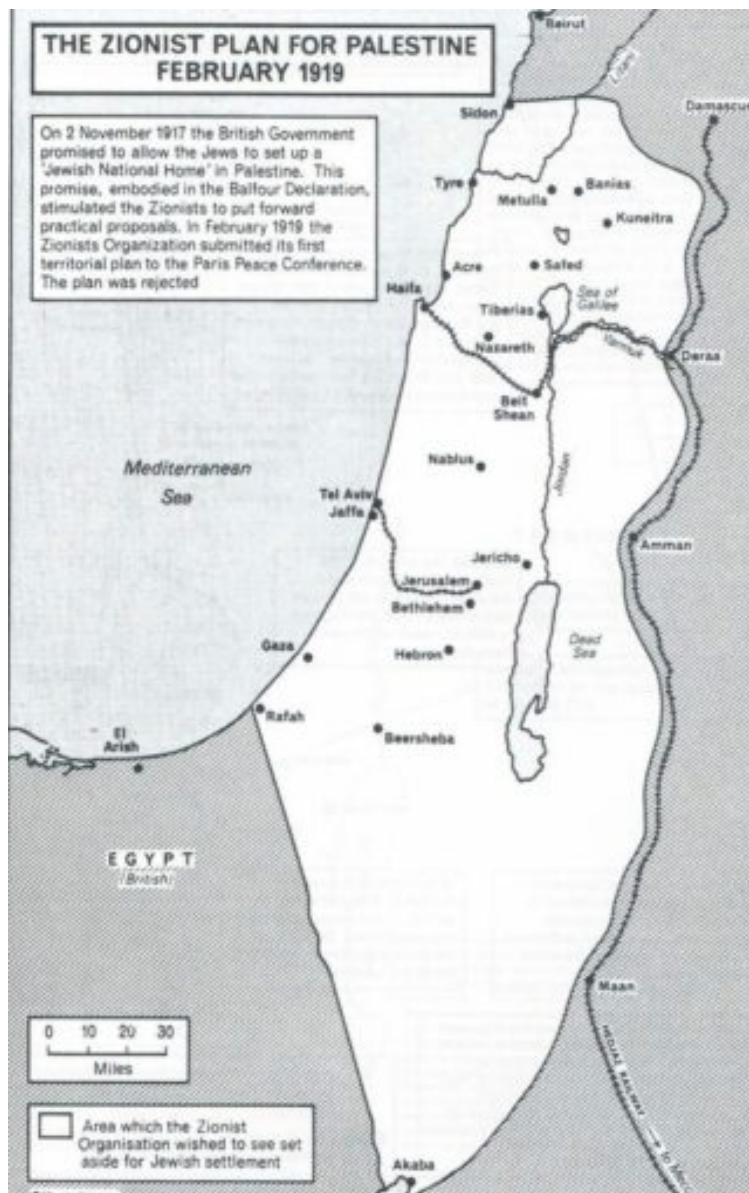 THE ZIONIST PLAN FOR PALESTINE
FEBRUARY 1919
On 2 November 1917 the British Government
promised to allow the Jews to set up a
'Jewish National Home' in Palestine. This
promise, embodied in the Balfour Declaration,
stimulated the Zionists to put forward
practical proposals. In February 1919 the
Zionists Organization submitted its first
territorial plan to the Paris Peace Conference.
The plan was rejected
Beirut
Litani
Sidon
Damascus
Tyre
Metulla
Banias
Kuneitra
Acre
Safed
Haifa
Tiberias
Sea of
Galilee
Nazareth
Yarmuk
Deraa
Beit
Shean
Mediterranean
Sea
Nablus
Jordan
Tel Aviv
Jaffa
Amman
Jericho
Jerusalem
Bethlehem
Gaza
Hebron
Dead
Sea
Rafah
El
Arish
Beersheba
EGYPT
(British)
Maan
0 10 20 30
Miles
HEDJAZ RAILWAY
to
Area which the Zionist
Organisation wished to see set
aside for Jewish settlement
Akaba